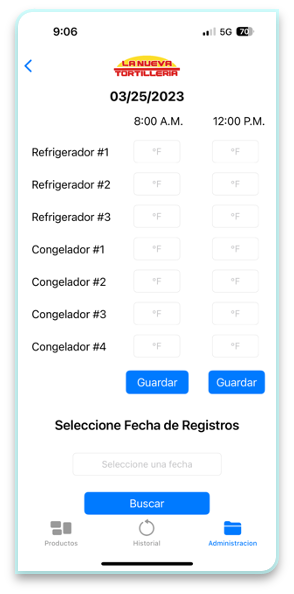 9:06 5G 70
LA NUEVA
TORTILLERIA
03/25/2023
8:00 A.M. 12:00 P.M.
Refrigerador #1 °F °F
Refrigerador #2 °F °F
Refrigerador #3 °F °F
Congelador #1 °F °F
Congelador #2 °F °F
Congelador #3 °F °F
Congelador #4 °F °F
Guardar Guardar
Seleccione Fecha de Registros
Seleccione una fecha
Buscar
Productos Historial Administracion